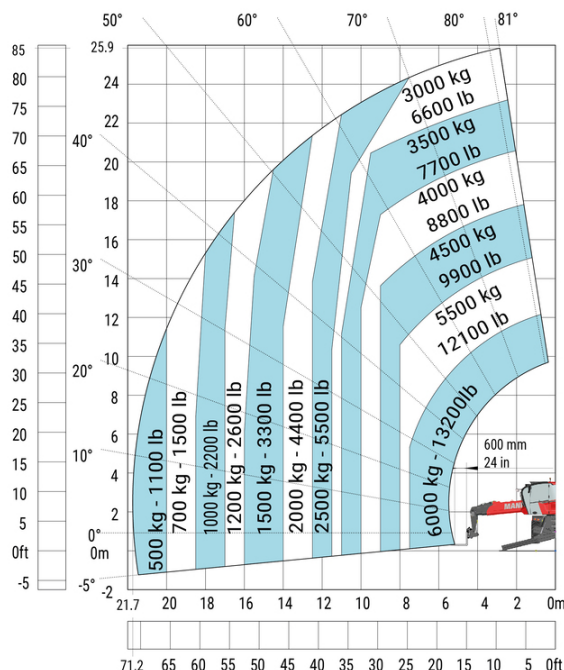 50° 60° 70° 80° 81°
85 25.9
80 24
75
70 22
65 20
40°
60 18
55
50 16
45 14
30°
40 12
35
30 10
20°
25 8
20 6
15 10° 4
10 2
5 0°
0ft 0m
-5 -5° -2
3000 kg
6600 lb
3500 kg
7700 lb
4000 kg
8800 lb
4500 kg
9900 lb
5500 kg
12100 lb
6000 kg - 13200lb
500 kg - 1100 lb
700 kg - 1500 lb
1000 kg - 2200 lb
1200 kg - 2600 lb
1500 kg - 3300 lb
2000 kg - 4400 lb
2500 kg - 5500 lb
600 mm
24 in
21.7 20 18 16 14 12 10 8 6 4 2 0m
71.2 65 60 55 50 45 40 35 30 25 20 15 10 5 0ft